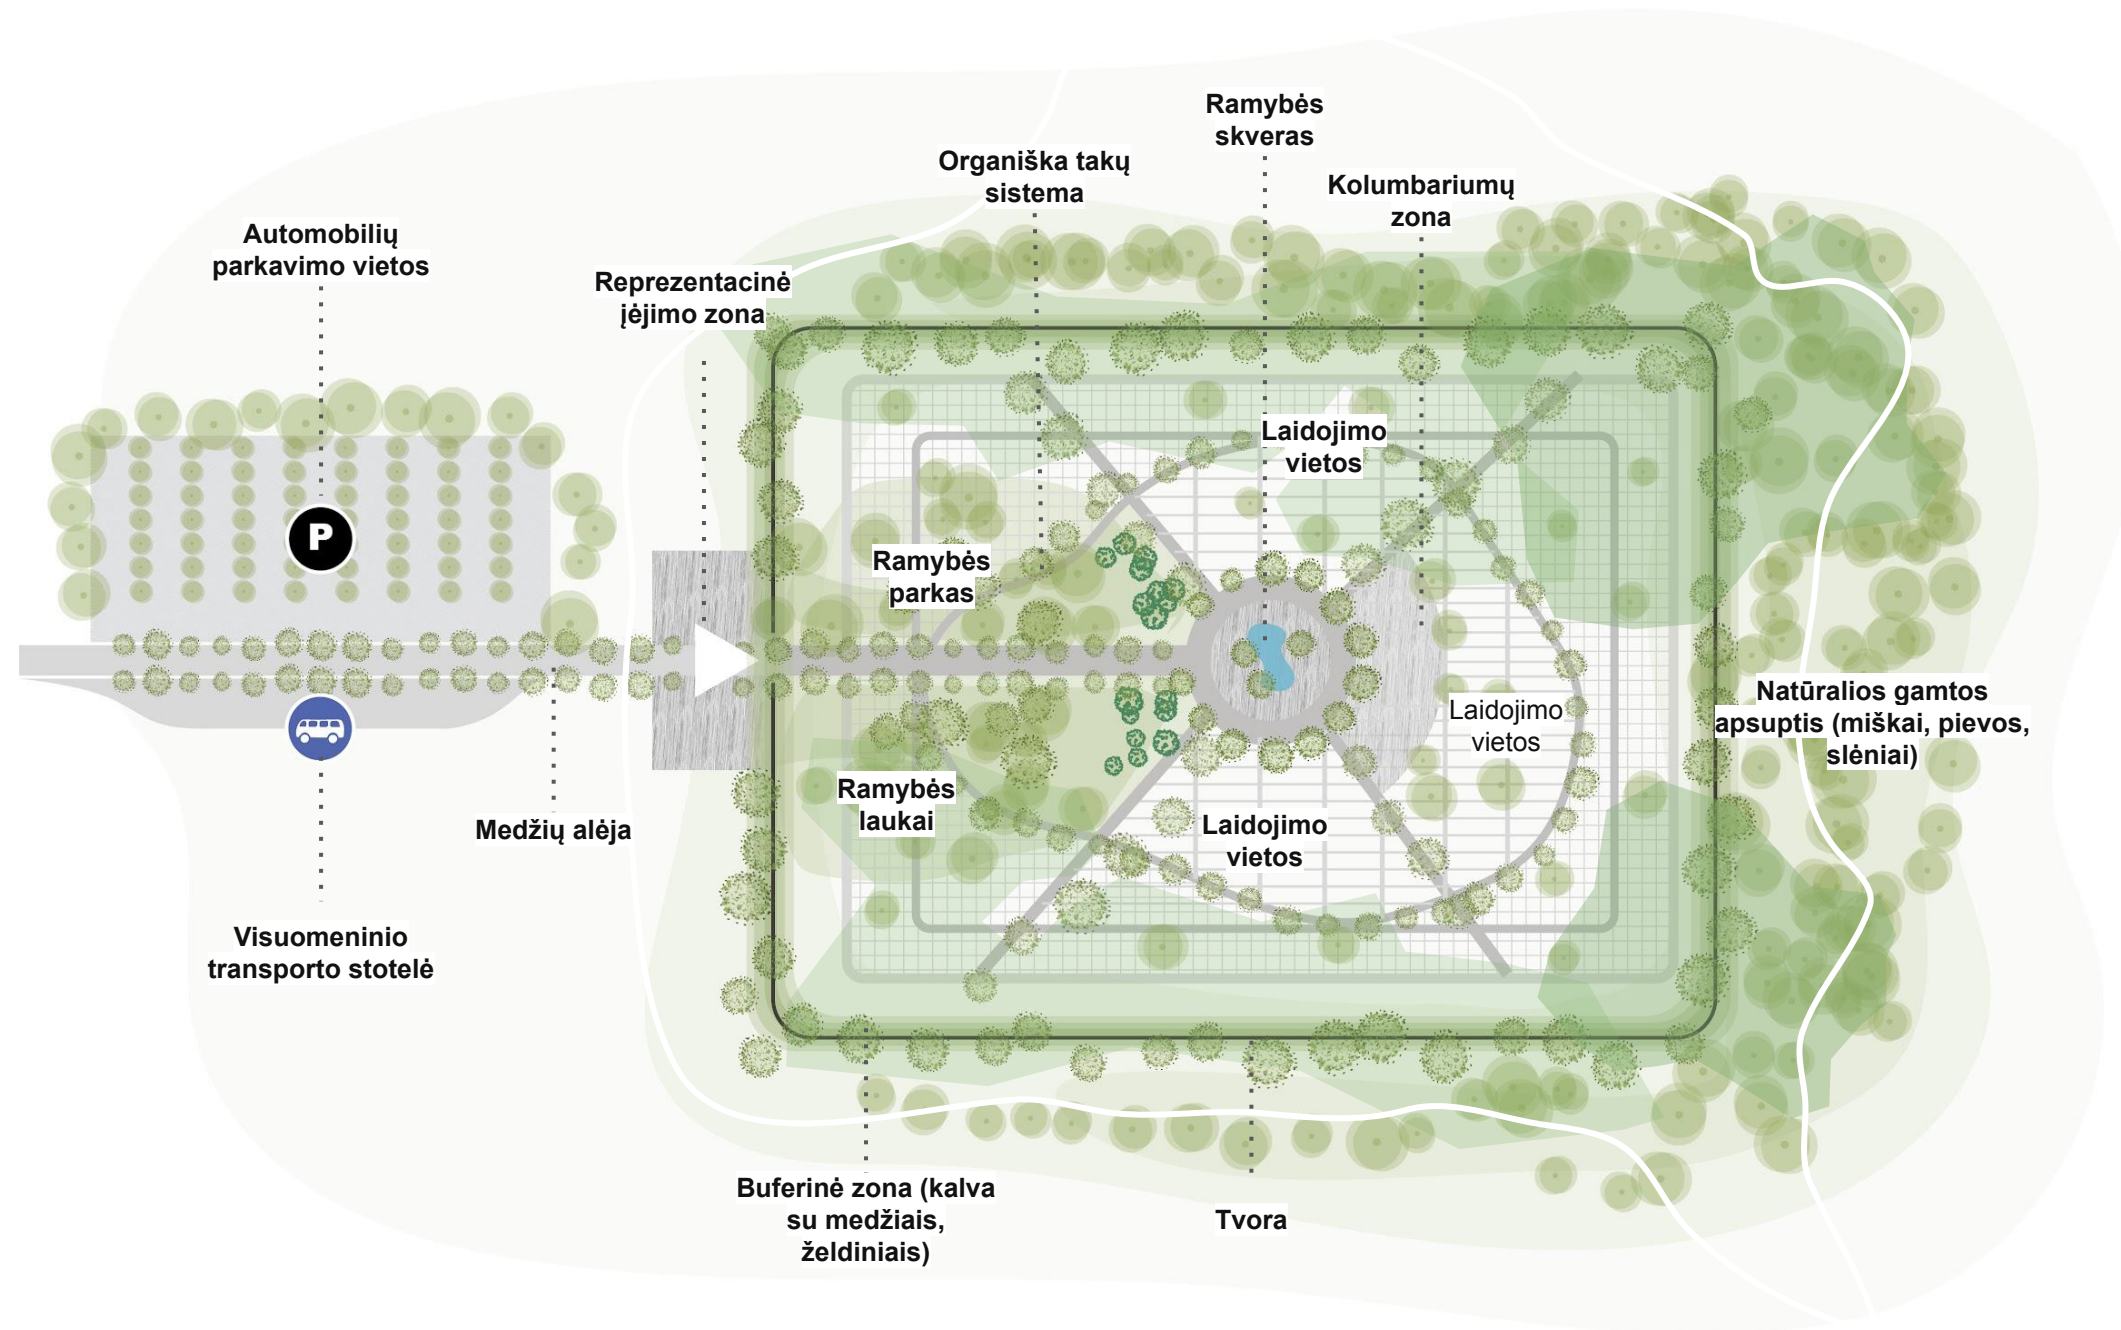 Ramybės
skveras
Organiška takų
sistema
Kolumbariumų
zona
Automobilių
parkavimo vietos
Reprezentacinė
įėjimo zona
Laidojimo
vietos
P
Ramybės
parkas
Natūralios gamtos
apsuptis (miškai, pievos,
slėniai)
Laidojimo
vietos
Ramybės
laukai
Medžių alėja
Laidojimo
vietos
Visuomeninio
transporto stotelė
Buferinė zona (kalva
su medžiais,
želdiniais)
Tvora